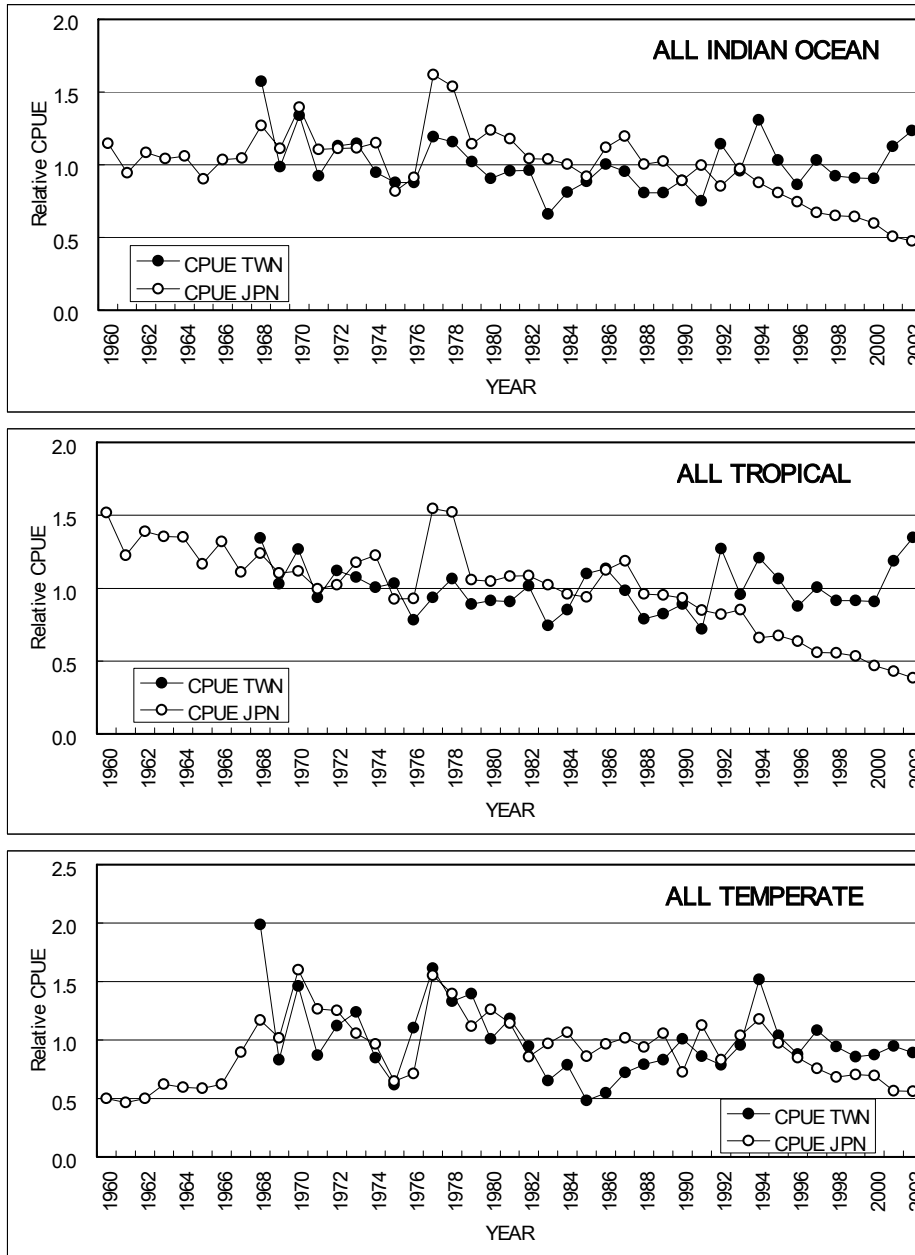 2.0
ALL INDIAN OCEAN
1.5
1.0
0.5
0.0
Relative CPUE
CPUE TWN
CPUE JPN
1960 1962 1964 1966 1968 1970 1972 1974 1976 1978 1980 1982 1984 1986 1988 1990 1992 1994 1996 1998 2000 2002
YEAR
2.0
ALL TROPICAL
1.5
1.0
0.5
0.0
Relative CPUE
CPUE TWN
CPUE JPN
1960 1962 1964 1966 1968 1970 1972 1974 1976 1978 1980 1982 1984 1986 1988 1990 1992 1994 1996 1998 2000 2002
YEAR
2.5
ALL TEMPERATE
2.0
1.5
1.0
0.5
0.0
Relative CPUE
CPUE TWN
CPUE JPN
1960 1962 1964 1966 1968 1970 1972 1974 1976 1978 1980 1982 1984 1986 1988 1990 1992 1994 1996 1998 2000 2002
YEAR